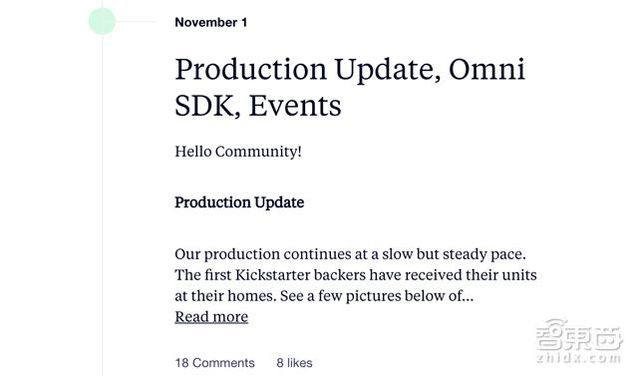 November 1
Production Update, Omni
SDK, Events
Hello Community!
Production Update
Our production continues at a slow but steady pace.
The first Kickstarter backers have received their units
at their homes. See a few pictures below of...
Read more
18 Comments 8 likes
智東西
zhidx.com